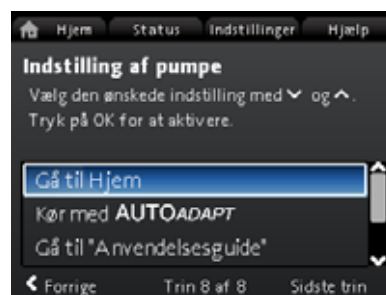 Hjem Status Indstillinger Hjælp
Indstilling af pumpe
Vælg den ønskede indstilling med og .
Tryk på OK for at aktivere.
Gå til Hjem
Kør med AUTOADAPT
Gå til "Anvendelsesguide"
Forrige Trin 8 af 8 Sidste trin